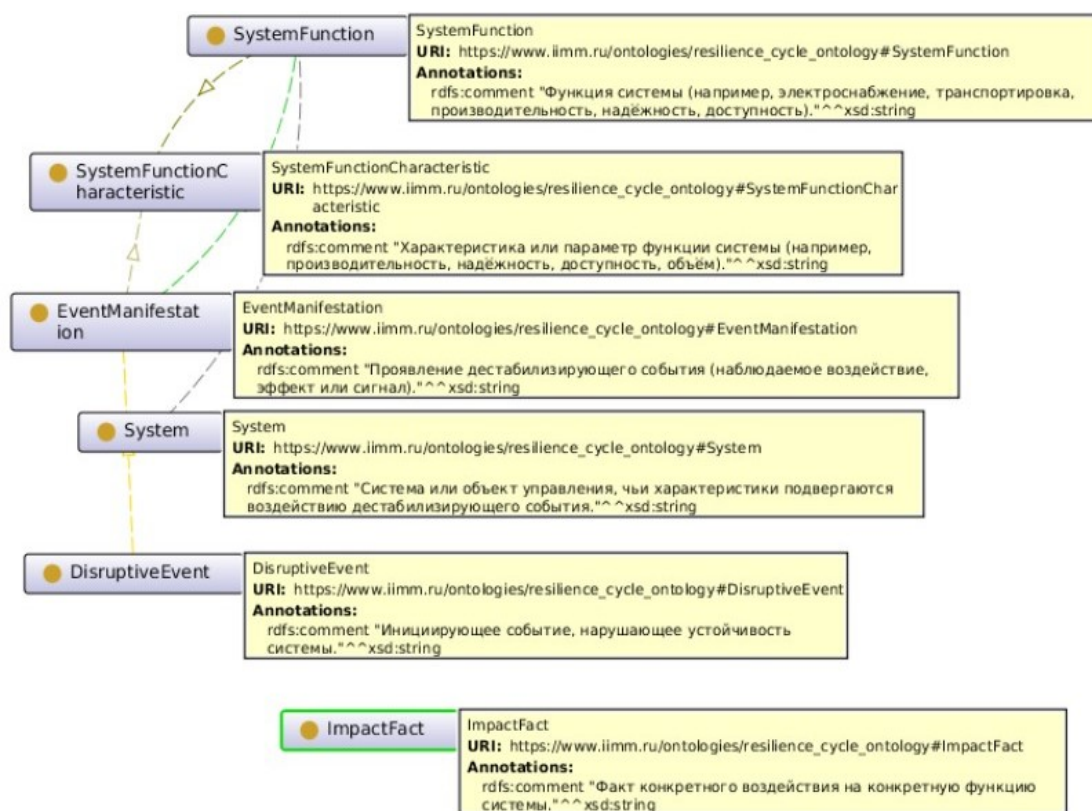 SystemFunction
SystemFunction
URI: https://www.iimm.ru/ontologies/resilience_cycle_ontology#SystemFunction
Annotations:
rdfs:comment "Функция системы (например, электроснабжение, транспортировка,
производительность, надёжность, доступность)."^^xsd:string
SystemFunctionC
haracteristic
SystemFunctionCharacteristic
URI: https://www.iimm.ru/ontologies/resilience_cycle_ontology#SystemFunctionChar
acteristic
Annotations:
rdfs:comment "Характеристика или параметр функции системы (например,
производительность, надёжность, доступность, объём)."^^xsd:string
EventManifestat
ion
EventManifestation
URI: https://www.iimm.ru/ontologies/resilience_cycle_ontology#EventManifestation
Annotations:
rdfs:comment "Проявление дестабилизирующего события (наблюдаемое воздействие,
эффект или сигнал)."^^xsd:string
System
System
URI: https://www.iimm.ru/ontologies/resilience_cycle_ontology#System
Annotations:
rdfs:comment "Система или объект управления, чьи характеристики подвергаются
воздействию дестабилизирующего события."^^xsd:string
DisruptiveEvent
DisruptiveEvent
URI: https://www.iimm.ru/ontologies/resilience_cycle_ontology#DisruptiveEvent
Annotations:
rdfs:comment "Инициирующее событие, нарушающее устойчивость
системы."^^xsd:string
ImpactFact
ImpactFact
URI: https://www.iimm.ru/ontologies/resilience_cycle_ontology#ImpactFact
Annotations:
rdfs:comment "Факт конкретного воздействия на конкретную функцию
системы."^^xsd:string